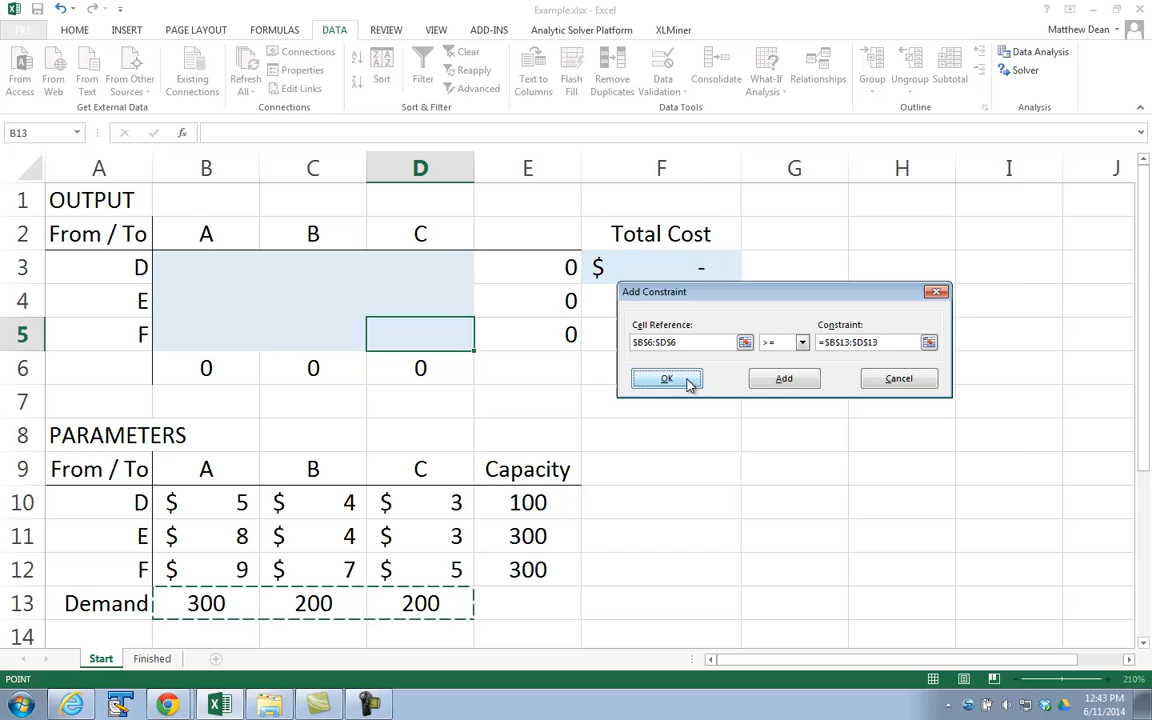 Example.xlsx - Excel
FILE HOME INSERT PAGE LAYOUT FORMULAS DATA REVIEW VIEW ADD-INS Analytic Solver Platform XLMiner Matthew Dean
From Access
From Web
From Text
From Other Sources
Existing Connections
Get External Data
Refresh All
Connections
Properties
Edit Links
Connections
Sort
Filter
Clear
Reapply
Advanced
Sort & Filter
Text to Columns
Flash Fill
Remove Duplicates
Data Validation
Consolidate
What-If Analysis
Relationships
Data Tools
Group
Ungroup
Subtotal
Outline
Data Analysis
Solver
Analysis
B13
A B C D E F G H I J
1 OUTPUT
2 From / To A B C Total Cost
3 D 0 $ -
4 E 0
5 F 0
6 0 0 0
7
8 PARAMETERS
9 From / To A B C Capacity
10 D $ 5 $ 4 $ 3 100
11 E $ 8 $ 4 $ 3 300
12 F $ 9 $ 7 $ 5 300
13 Demand 300 200 200
14
Add Constraint
Cell Reference: Constraint:
$B$6:$D$6 >= =$B$13:$D$13
OK Add Cancel
Start Finished
POINT 210%
12:43 PM
6/11/2014